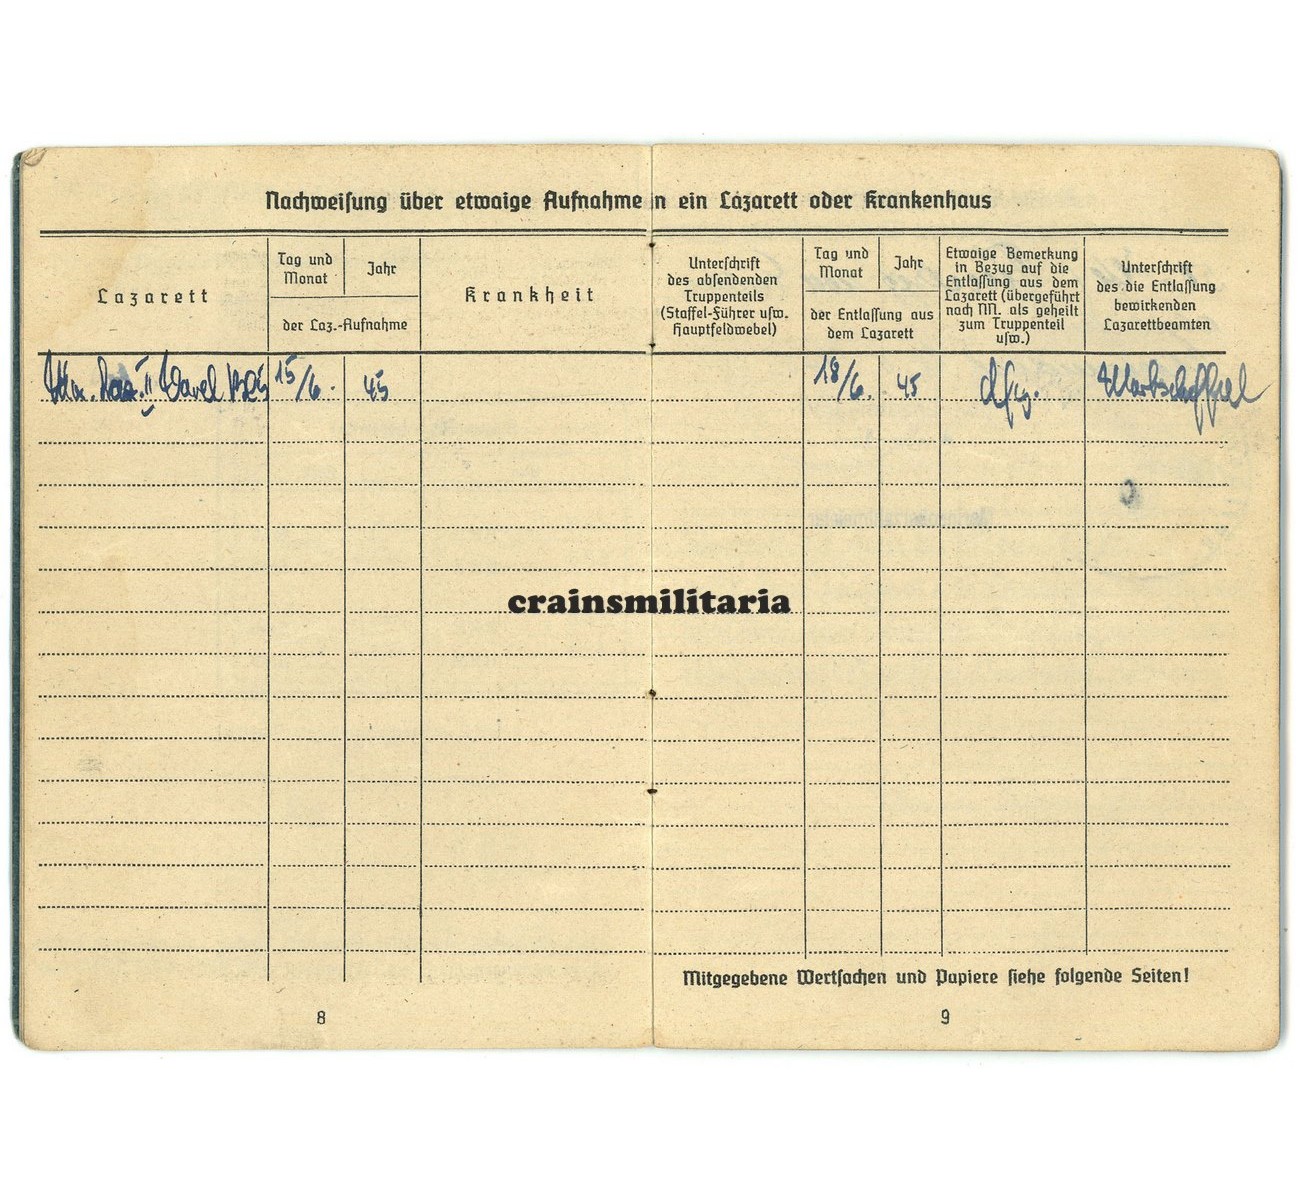 Nachweisung über etwaige Aufnahme in ein Lazarett oder Krankenhaus
Lazarett
Tag und
Monat
Jahr
der Laz.-Aufnahme
Krankheit
Unterschrift
des absendenden
Truppenteils
(Staffel-Führer usw.
Hauptfeldwebel)
Tag und
Monat
Jahr
der Entlassung aus
dem Lazarett
Etwaige Bemerkung
in Bezug auf die
Entlassung aus dem
Lazarett (übergeführt
nach NN. als geheilt
zum Truppenteil
usw.)
Unterschrift
des die Entlassung
bewirkenden
Lazarettbeamten
15/6. 45 18/6. 45
crainsmilitaria
Mitgegebene Wertsachen und Papiere siehe folgende Seiten!
8
9